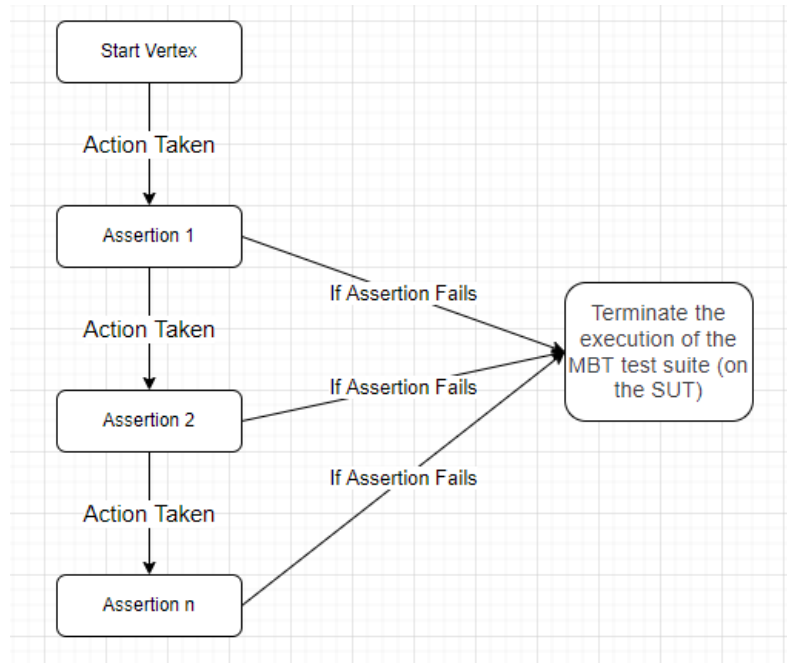 Start Vertex
Action Taken
Assertion 1
If Assertion Fails
Terminate the
execution of the
MBT test suite (on
the SUT)
Action Taken
If Assertion Fails
Assertion 2
If Assertion Fails
Action Taken
Assertion n